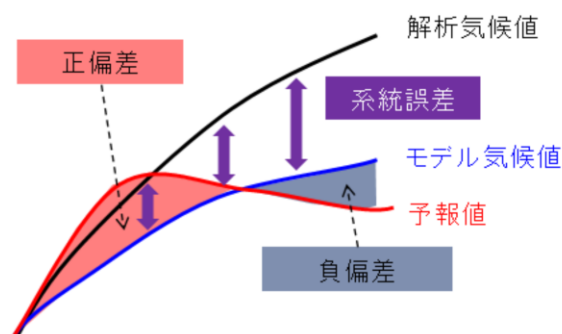 解析気候値
正偏差
系統誤差
モデル気候値
予報値
負偏差